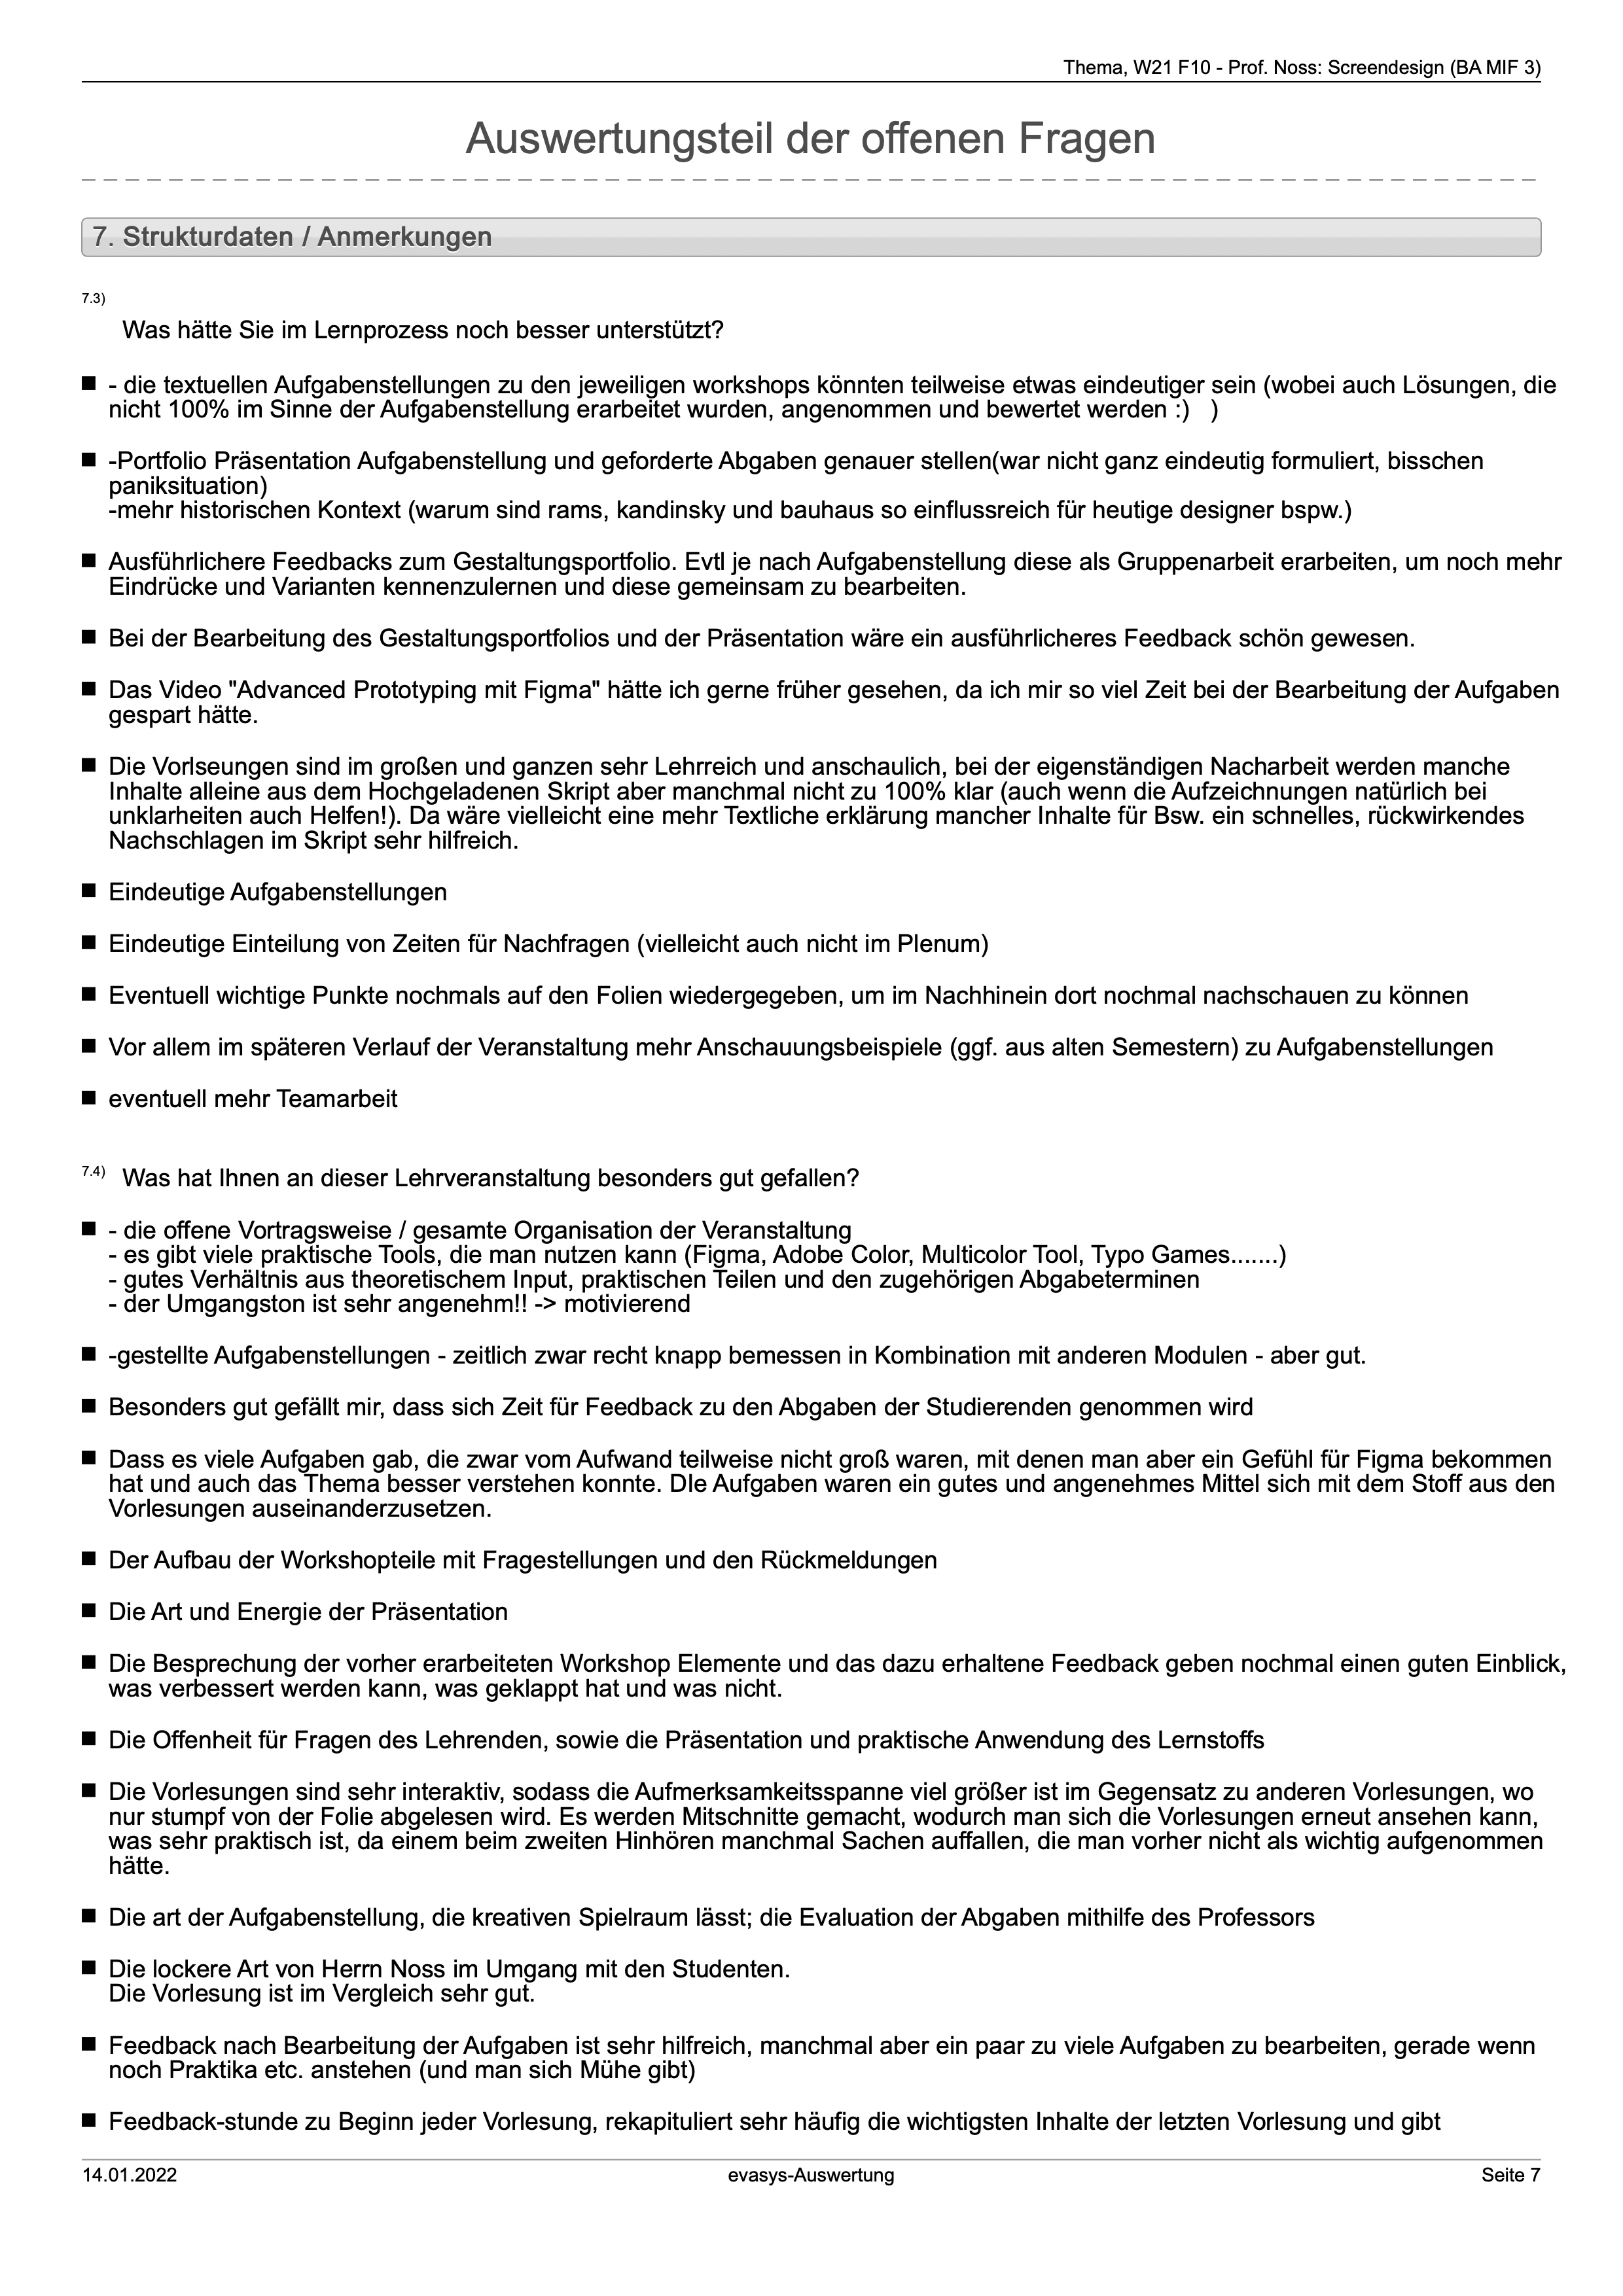 Thema, W21 F10 - Prof. Noss: Screendesign (BA MIF 3)
Auswertungsteil der offenen Fragen
7. Strukturdaten / Anmerkungen
7.3)
Was hätte Sie im Lernprozess noch besser unterstützt?
- die textuellen Aufgabenstellungen zu den jeweiligen workshops könnten teilweise etwas eindeutiger sein (wobei auch Lösungen, die
nicht 100% im Sinne der Aufgabenstellung erarbeitet wurden, angenommen und bewertet werden :) )
-Portfolio Präsentation Aufgabenstellung und geforderte Abgaben genauer stellen(war nicht ganz eindeutig formuliert, bisschen
paniksituation)
-mehr historischen Kontext (warum sind rams, kandinsky und bauhaus so einflussreich für heutige designer bspw.)
Ausführlichere Feedbacks zum Gestaltungsportfolio. Evtl je nach Aufgabenstellung diese als Gruppenarbeit erarbeiten, um noch mehr
Eindrücke und Varianten kennenzulernen und diese gemeinsam zu bearbeiten.
Bei der Bearbeitung des Gestaltungsportfolios und der Präsentation wäre ein ausführlicheres Feedback schön gewesen.
Das Video "Advanced Prototyping mit Figma" hätte ich gerne früher gesehen, da ich mir so viel Zeit bei der Bearbeitung der Aufgaben
gespart hätte.
Die Vorlseungen sind im großen und ganzen sehr Lehrreich und anschaulich, bei der eigenständigen Nacharbeit werden manche
Inhalte alleine aus dem Hochgeladenen Skript aber manchmal nicht zu 100% klar (auch wenn die Aufzeichnungen natürlich bei
unklarheiten auch Helfen!). Da wäre vielleicht eine mehr Textliche erklärung mancher Inhalte für Bsw. ein schnelles, rückwirkendes
Nachschlagen im Skript sehr hilfreich.
Eindeutige Aufgabenstellungen
Eindeutige Einteilung von Zeiten für Nachfragen (vielleicht auch nicht im Plenum)
Eventuell wichtige Punkte nochmals auf den Folien wiedergegeben, um im Nachhinein dort nochmal nachschauen zu können
Vor allem im späteren Verlauf der Veranstaltung mehr Anschauungsbeispiele (ggf. aus alten Semestern) zu Aufgabenstellungen
eventuell mehr Teamarbeit
7.4) Was hat Ihnen an dieser Lehrveranstaltung besonders gut gefallen?
- die offene Vortragsweise / gesamte Organisation der Veranstaltung
- es gibt viele praktische Tools, die man nutzen kann (Figma, Adobe Color, Multicolor Tool, Typo Games.......)
- gutes Verhältnis aus theoretischem Input, praktischen Teilen und den zugehörigen Abgabeterminen
- der Umgangston ist sehr angenehm!! -> motivierend
-gestellte Aufgabenstellungen - zeitlich zwar recht knapp bemessen in Kombination mit anderen Modulen - aber gut.
Besonders gut gefällt mir, dass sich Zeit für Feedback zu den Abgaben der Studierenden genommen wird
Dass es viele Aufgaben gab, die zwar vom Aufwand teilweise nicht groß waren, mit denen man aber ein Gefühl für Figma bekommen
hat und auch das Thema besser verstehen konnte. DIe Aufgaben waren ein gutes und angenehmes Mittel sich mit dem Stoff aus den
Vorlesungen auseinanderzusetzen.
Der Aufbau der Workshopteile mit Fragestellungen und den Rückmeldungen
Die Art und Energie der Präsentation
Die Besprechung der vorher erarbeiteten Workshop Elemente und das dazu erhaltene Feedback geben nochmal einen guten Einblick,
was verbessert werden kann, was geklappt hat und was nicht.
Die Offenheit für Fragen des Lehrenden, sowie die Präsentation und praktische Anwendung des Lernstoffs
Die Vorlesungen sind sehr interaktiv, sodass die Aufmerksamkeitsspanne viel größer ist im Gegensatz zu anderen Vorlesungen, wo
nur stumpf von der Folie abgelesen wird. Es werden Mitschnitte gemacht, wodurch man sich die Vorlesungen erneut ansehen kann,
was sehr praktisch ist, da einem beim zweiten Hinhören manchmal Sachen auffallen, die man vorher nicht als wichtig aufgenommen
hätte.
Die art der Aufgabenstellung, die kreativen Spielraum lässt; die Evaluation der Abgaben mithilfe des Professors
Die lockere Art von Herrn Noss im Umgang mit den Studenten.
Die Vorlesung ist im Vergleich sehr gut.
Feedback nach Bearbeitung der Aufgaben ist sehr hilfreich, manchmal aber ein paar zu viele Aufgaben zu bearbeiten, gerade wenn
noch Praktika etc. anstehen (und man sich Mühe gibt)
Feedback-stunde zu Beginn jeder Vorlesung, rekapituliert sehr häufig die wichtigsten Inhalte der letzten Vorlesung und gibt
14.01.2022 evasys-Auswertung Seite 7